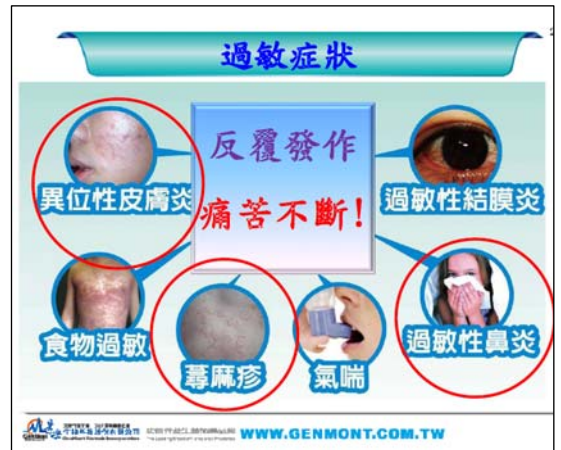 過敏症狀
反覆發作
痛苦不斷!
異位性皮膚炎
過敏性結膜炎
食物過敏
蕁麻疹
氣喘
過敏性鼻炎
WWW.GENMONT.COM.TW